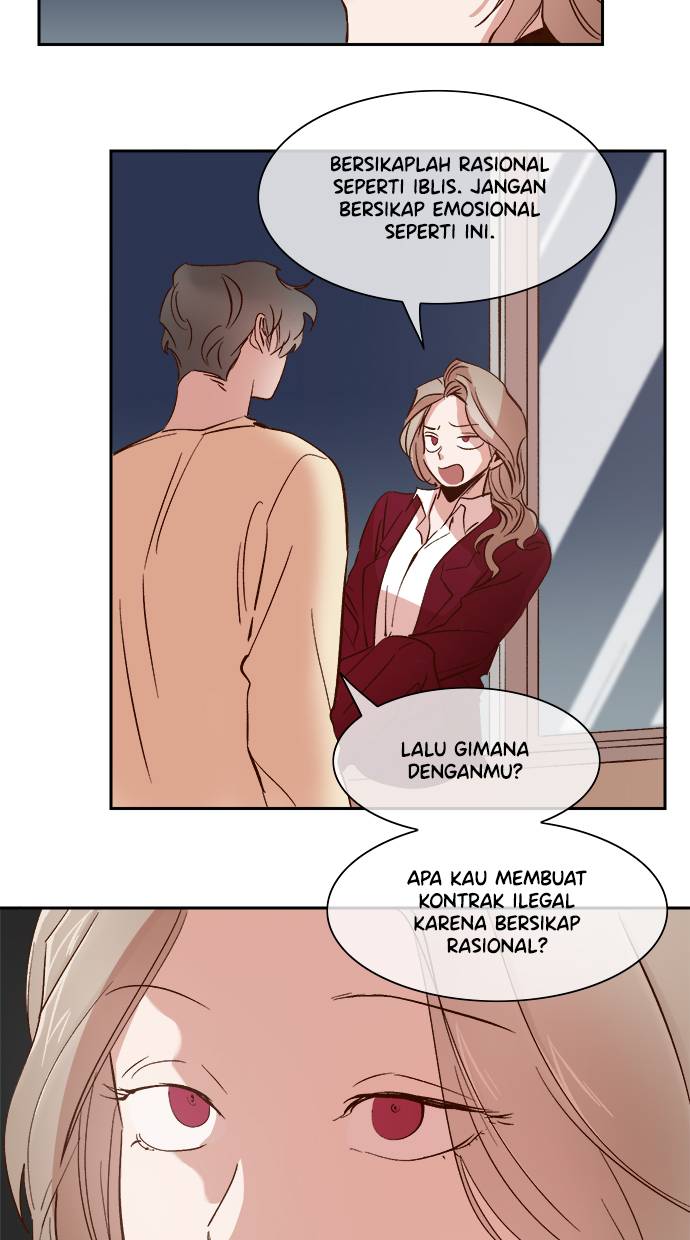 BERSIKAPLAH RASIONAL
SEPERTI IBLIS. JANGAN
BERSIKAP EMOSIONAL
SEPERTI INI.
LALU GIMANA
DENGANMU?
APA KAU MEMBUAT
KONTRAK ILEGAL
KARENA BERSIKAP
RASIONAL?